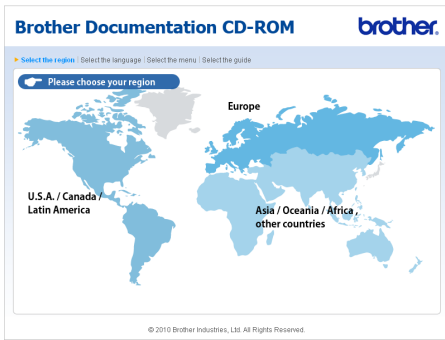 Brother Documentation CD-ROM
brother.
Select the region | Select the language | Select the menu | Select the guide
Please choose your region
Europe
U.S.A. / Canada /
Latin America
Asia / Oceania / Africa ,
other countries
© 2010 Brother Industries, Ltd. All Rights Reserved.